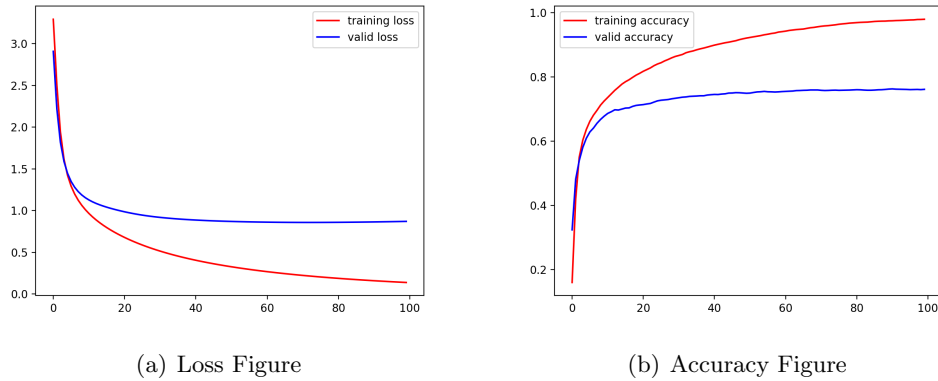 training loss
valid loss
3.0
2.5
2.0
1.5
1.0
0.5
0.0
0 20 40 60 80 100
(a) Loss Figure
training accuracy
valid accuracy
1.0
0.8
0.6
0.4
0.2
0 20 40 60 80 100
(b) Accuracy Figure